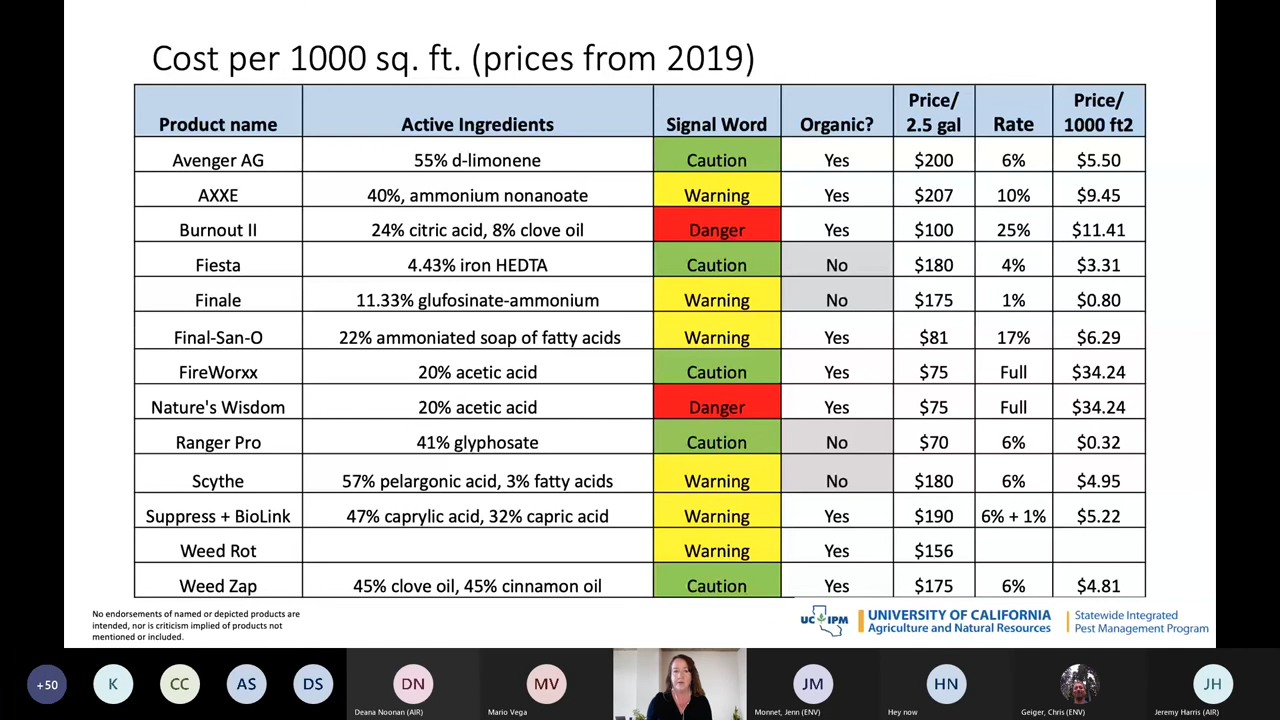 Cost per 1000 sq. ft. (prices from 2019)
Product name Active Ingredients Signal Word Organic? Price/ 2.5 gal Rate Price/ 1000 ft2
Avenger AG 55% d-limonene Caution Yes $200 6% $5.50
AXXE 40%, ammonium nonanoate Warning Yes $207 10% $9.45
Burnout II 24% citric acid, 8% clove oil Danger Yes $100 25% $11.41
Fiesta 4.43% iron HEDTA Caution No $180 4% $3.31
Finale 11.33% glufosinate-ammonium Warning No $175 1% $0.80
Final-San-O 22% ammoniated soap of fatty acids Warning Yes $81 17% $6.29
FireWorxx 20% acetic acid Caution Yes $75 Full $34.24
Nature's Wisdom 20% acetic acid Danger Yes $75 Full $34.24
Ranger Pro 41% glyphosate Caution No $70 6% $0.32
Scythe 57% pelargonic acid, 3% fatty acids Warning No $180 6% $4.95
Suppress + BioLink 47% caprylic acid, 32% capric acid Warning Yes $190 6% + 1% $5.22
Weed Rot Warning Yes $156
Weed Zap 45% clove oil, 45% cinnamon oil Caution Yes $175 6% $4.81
No endorsements of named or depicted products are
intended, nor is criticism implied of products not
mentioned or included.
UC IPM
UNIVERSITY OF CALIFORNIA
Agriculture and Natural Resources
Statewide Integrated
Pest Management Program
+50 K CC AS DS DN MV JM HN JH
Deana Noonan (AIR) Mario Vega Monnet, Jenn (ENV) Hey now Geiger, Chris (ENV) Jeremy Harris (AIR)